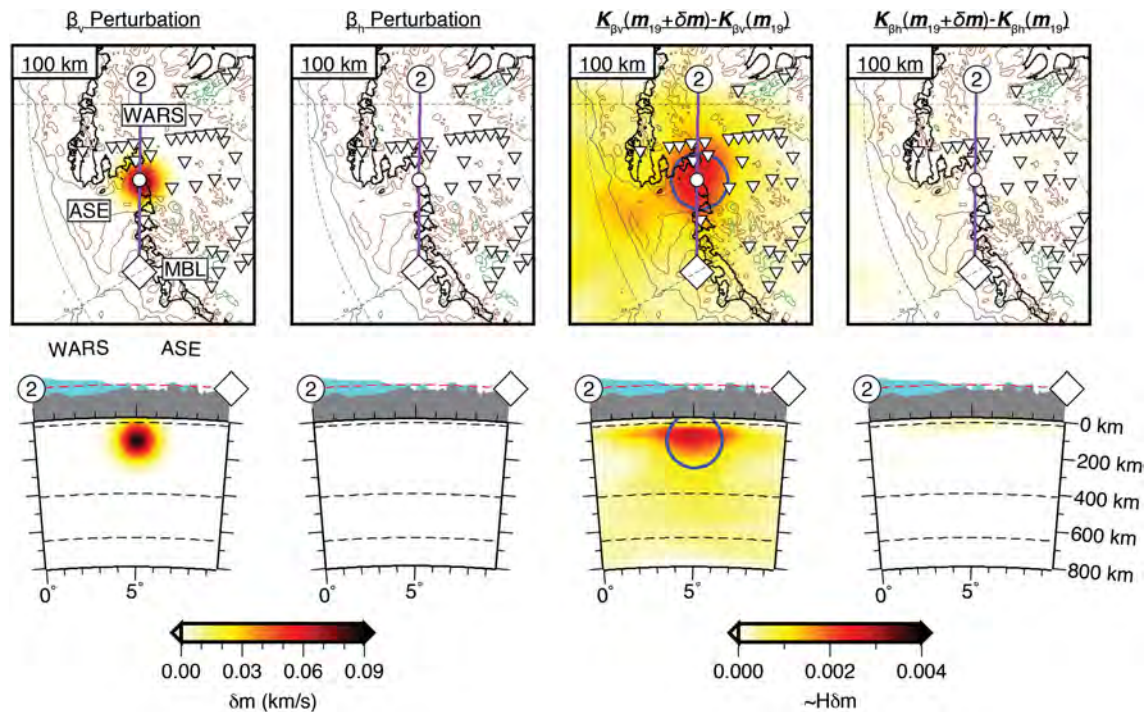 βv Perturbation
βh Perturbation
Kβv(m19+δm)-Kβv(m19)
Kβh(m19+δm)-Kβh(m19)
100 km
100 km
100 km
100 km
2
2
2
2
WARS
ASE
MBL
WARS ASE
2
2
2
2
0 km
200 km
400 km
600 km
800 km
0° 5°
0° 5°
0° 5°
0° 5°
0.00 0.03 0.06 0.09
δm (km/s)
0.000 0.002 0.004
~Hδm